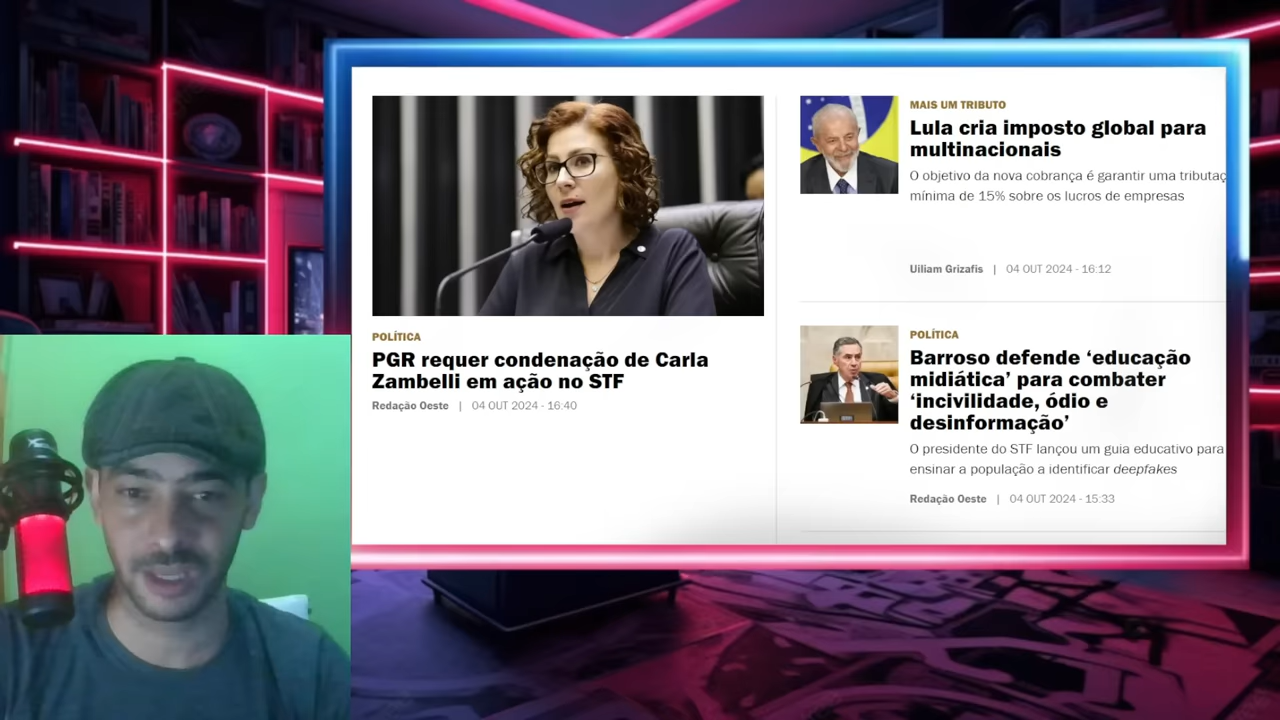 POLÍTICA
PGR requer condenação de Carla
Zambelli em ação no STF
Redação Oeste | 04 OUT 2024 - 16:40
MAIS UM TRIBUTO
Lula cria imposto global para
multinacionais
O objetivo da nova cobrança é garantir uma tributaç
mínima de 15% sobre os lucros de empresas
Uiliam Grizafis | 04 OUT 2024 - 16:12
POLÍTICA
Barroso defende ‘educação
midiática’ para combater
‘incivilidade, ódio e
desinformação’
O presidente do STF lançou um guia educativo para
ensinar a população a identificar deepfakes
Redação Oeste | 04 OUT 2024 - 15:33